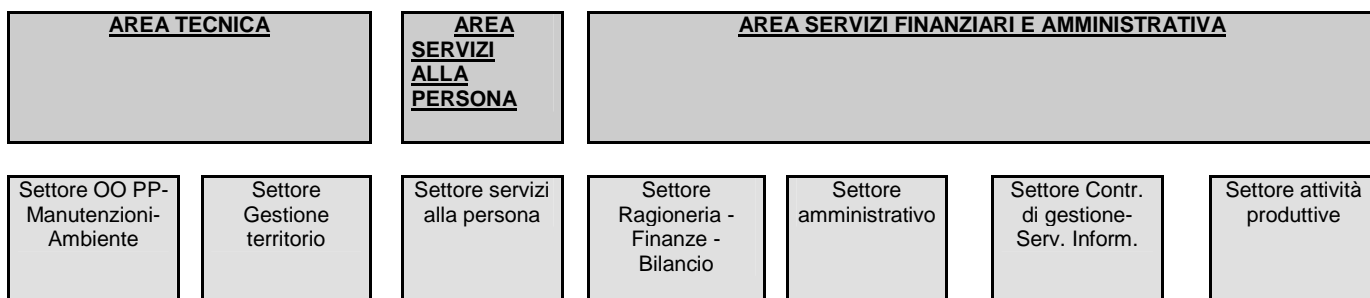 AREA TECNICA
AREA
SERVIZI
ALLA
PERSONA
AREA SERVIZI FINANZIARI E AMMINISTRATIVA
Settore OO PP-
Manutenzioni-
Ambiente
Settore
Gestione
territorio
Settore servizi
alla persona
Settore
Ragioneria -
Finanze -
Bilancio
Settore
amministrativo
Settore Contr.
di gestione-
Serv. Inform.
Settore attività
produttive